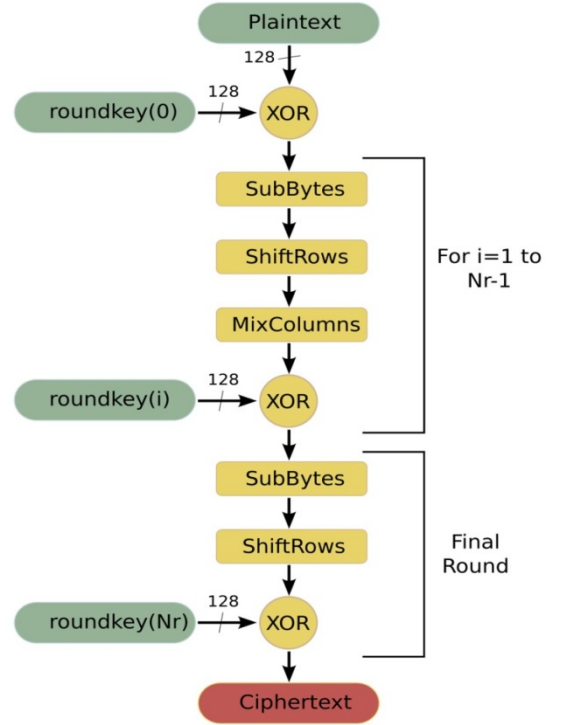 Plaintext
128
128
roundkey(0)
XOR
SubBytes
ShiftRows
For i=1 to
Nr-1
MixColumns
128
roundkey(i)
XOR
SubBytes
ShiftRows
Final
Round
128
roundkey(Nr)
XOR
Ciphertext